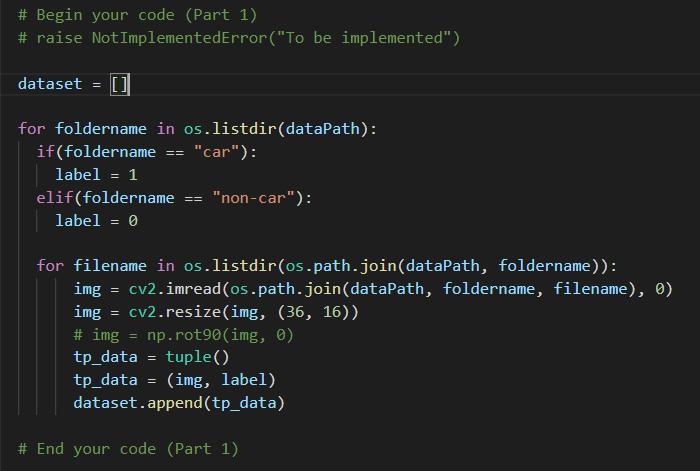 # Begin your code (Part 1)
# raise NotImplementedError("To be implemented")
dataset = []
for foldername in os.listdir(dataPath):
if(foldername == "car"):
label = 1
elif(foldername == "non-car"):
label = 0
for filename in os.listdir(os.path.join(dataPath, foldername)):
img = cv2.imread(os.path.join(dataPath, foldername, filename), 0)
img = cv2.resize(img, (36, 16))
# img = np.rot90(img, 0)
tp_data = tuple()
tp_data = (img, label)
dataset.append(tp_data)
# End your code (Part 1)